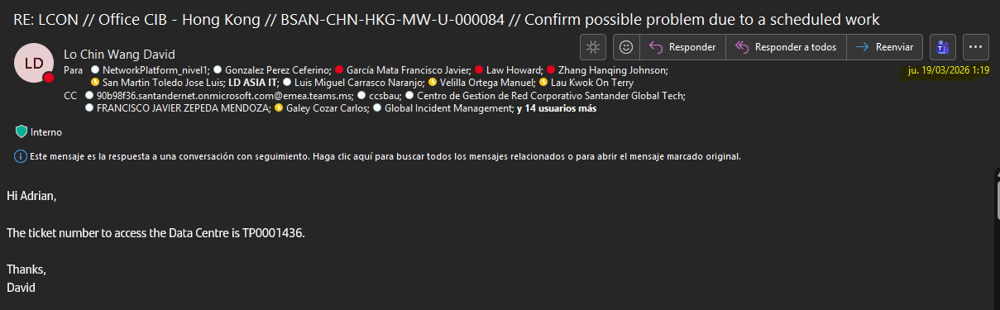 RE: LCON // Office CIB - Hong Kong // BSAN-CHN-HKG-MW-U-000084 // Confirm possible problem due to a scheduled work
LD
Lo Chin Wang David
Responder
Responder a todos
Reenviar
Para NetworkPlatform_nivel1; Gonzalez Perez Ceferino; García Mata Francisco Javier; Law Howard; Zhang Hanqing Johnson;
ju. 19/03/2026 1:19
San Martin Toledo Jose Luis; LD ASIA IT; Luis Miguel Carrasco Naranjo; Velilla Ortega Manuel; Lau Kwok On Terry
CC 90b98f36.santandernet.onmicrosoft.com@emea.teams.ms; ccsbau; Centro de Gestion de Red Corporativo Santander Global Tech;
FRANCISCO JAVIER ZEPEDA MENDOZA; Galey Cozar Carlos; Global Incident Management; y 14 usuarios más
Interno
Este mensaje es la respuesta a una conversación con seguimiento. Haga clic aquí para buscar todos los mensajes relacionados o para abrir el mensaje marcado original.
Hi Adrian,
The ticket number to access the Data Centre is TP0001436.
Thanks,
David